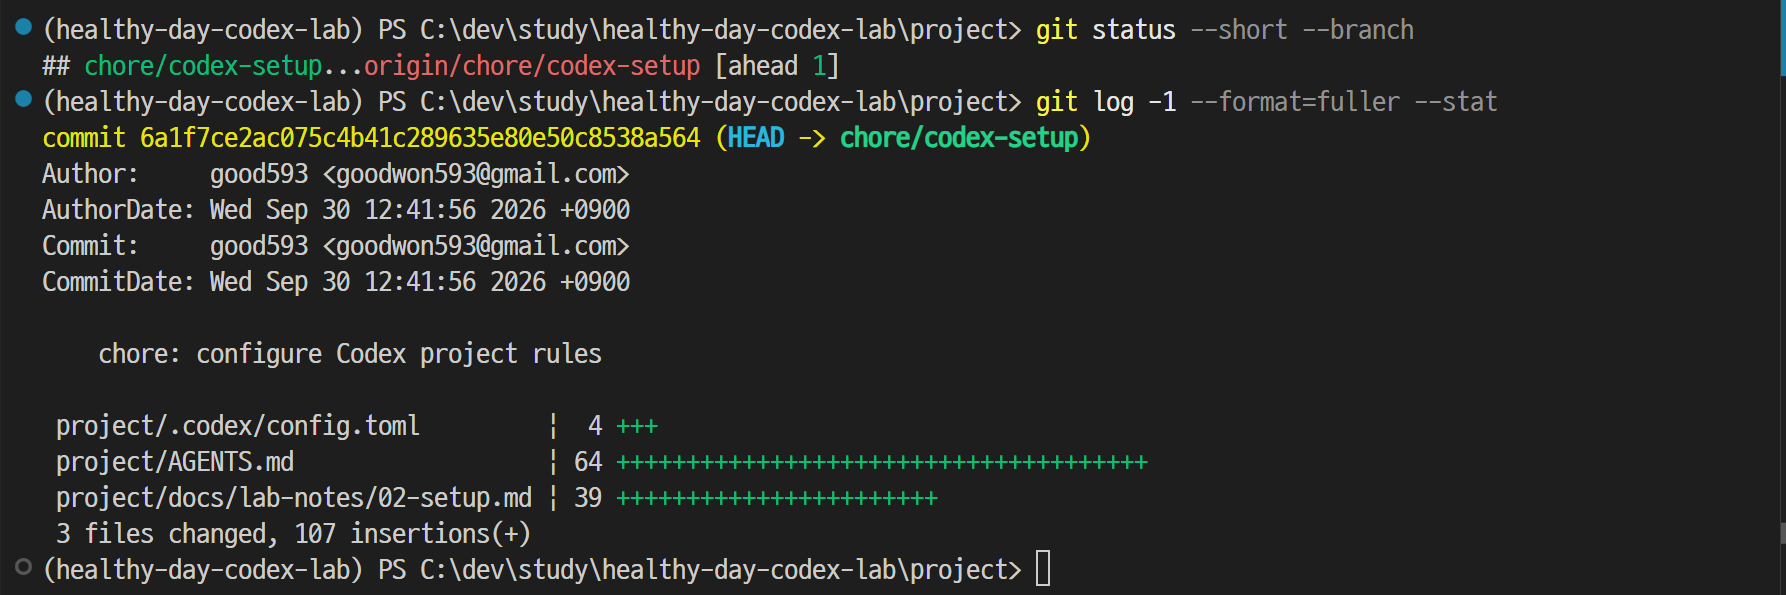 (healthy-day-codex-lab) PS C:\dev\study\healthy-day-codex-lab\project> git status --short --branch
## chore/codex-setup...origin/chore/codex-setup [ahead 1]
(healthy-day-codex-lab) PS C:\dev\study\healthy-day-codex-lab\project> git log -1 --format=fuller --stat
commit 6a1f7ce2ac075c4b41c289635e80e50c8538a564 (HEAD -> chore/codex-setup)
Author:     good593 <goodwon593@gmail.com>
AuthorDate: Wed Sep 30 12:41:56 2026 +0900
Commit:     good593 <goodwon593@gmail.com>
CommitDate: Wed Sep 30 12:41:56 2026 +0900
    chore: configure Codex project rules
 project/.codex/config.toml         |  4 +++
 project/AGENTS.md                  | 64 ++++++++++++++++++++++++++++++++++++++
 project/docs/lab-notes/02-setup.md | 39 +++++++++++++++++++++++
 3 files changed, 107 insertions(+)
(healthy-day-codex-lab) PS C:\dev\study\healthy-day-codex-lab\project>